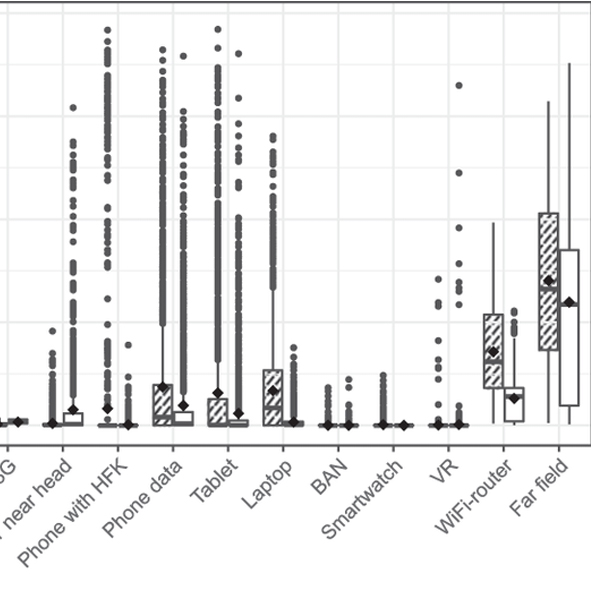 near head
Phone with HFK
Phone data
Tablet
Laptop
BAN
Smartwatch
VR
WiFi-router
Far field